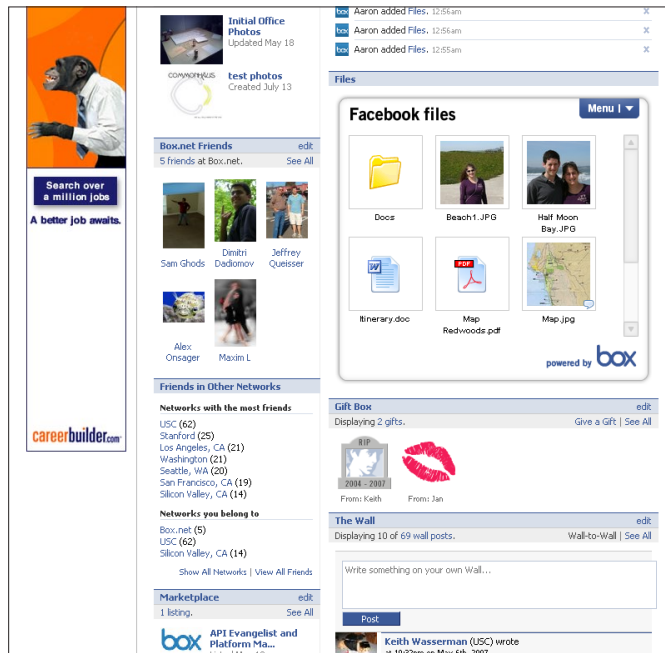 Search over
a million jobs
A better job awaits.
careerbuilder.com
Initial Office
Photos
Updated May 18
COMMONHAUS
test photos
Created July 13
Box.net Friends edit
5 friends at Box.net. See All
Sam Ghods
Dimitri
Dadiomov
Jeffrey
Queisser
Alex
Onsager
Maxim L
Friends in Other Networks
Networks with the most friends
USC (62)
Stanford (25)
Los Angeles, CA (21)
Washington (21)
Seattle, WA (20)
San Francisco, CA (19)
Silicon Valley, CA (14)
Networks you belong to
Box.net (5)
USC (62)
Silicon Valley, CA (14)
Show All Networks | View All Friends
Marketplace edit
1 listing. See All
box
API Evangelist and
Platform Ma...
box Aaron added Files. 12:56am X
box Aaron added Files. 12:56am X
box Aaron added Files. 12:55am X
Files
Facebook files
Menu |
Docs
Beach1.JPG
Half Moon
Bay.JPG
W
PDF
Itinerary.doc
Map
Redwoods.pdf
Map.jpg
powered by box
Gift Box edit
Displaying 2 gifts. Give a Gift | See All
RIP
2004 - 2007
From: Keith
From: Jan
The Wall edit
Displaying 10 of 69 wall posts. Wall-to-Wall | See All
Write something on your own Wall...
Post
Keith Wasserman (USC) wrote
at 10:32pm on May 6th, 2007